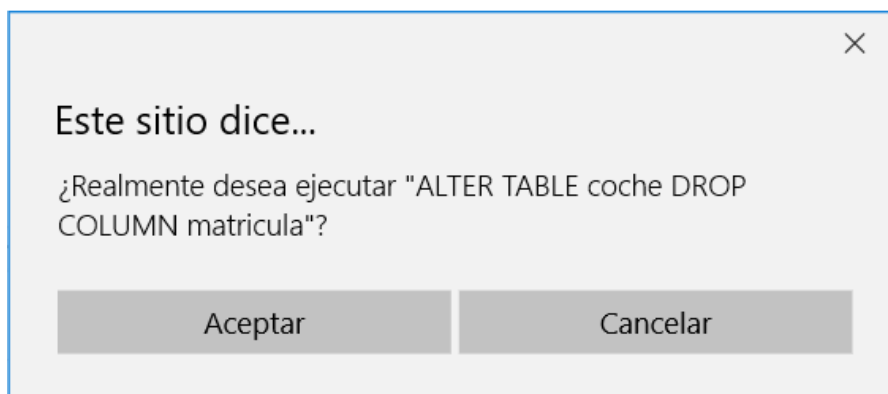 Este sitio dice...
¿Realmente desea ejecutar "ALTER TABLE coche DROP
COLUMN matricula"?
Aceptar
Cancelar